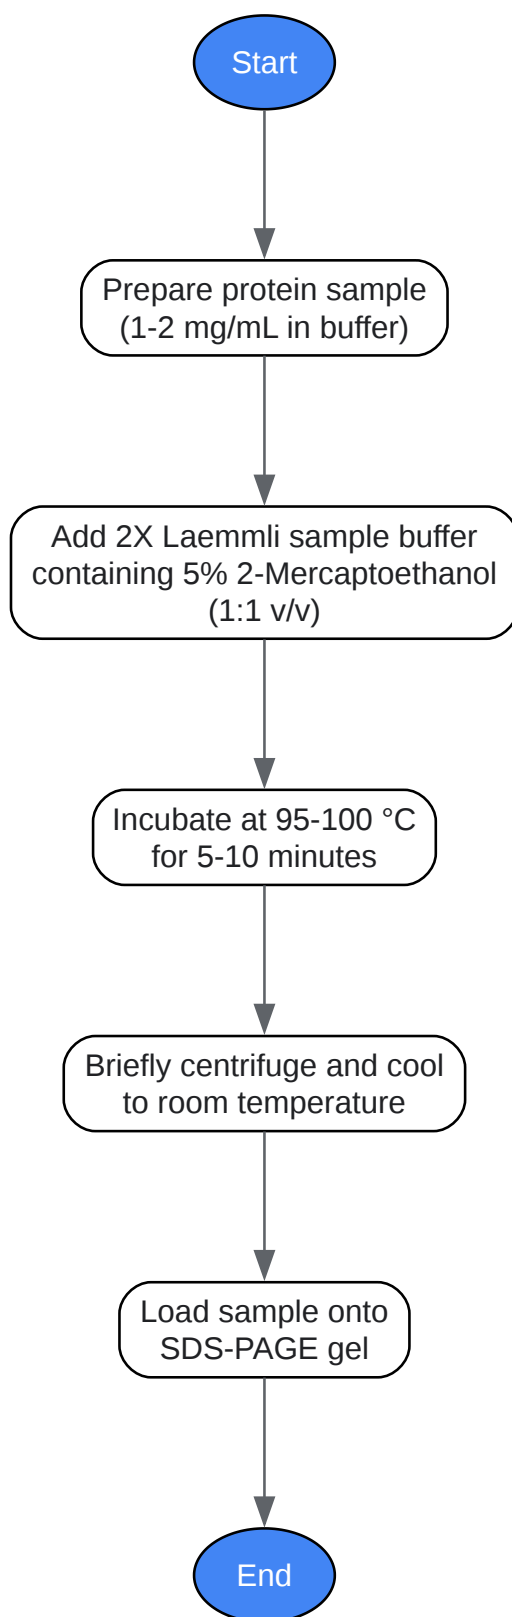 Start
Prepare protein sample
(1-2 mg/mL in buffer)
Add 2X Laemmli sample buffer
containing 5% 2-Mercaptoethanol
(1:1 v/v)
Incubate at 95-100 °C
for 5-10 minutes
Briefly centrifuge and cool
to room temperature
Load sample onto
SDS-PAGE gel
End